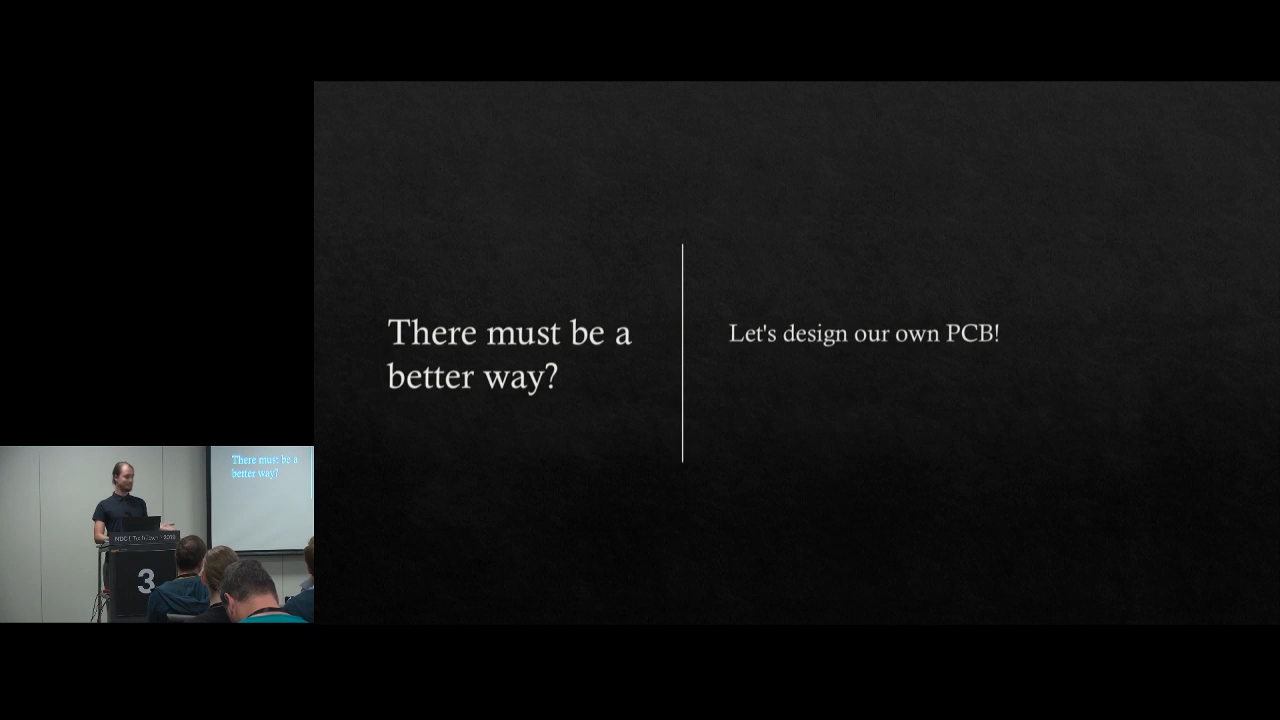 There must be a
better way?
Let's design our own PCB!
There must be a
better way?
3